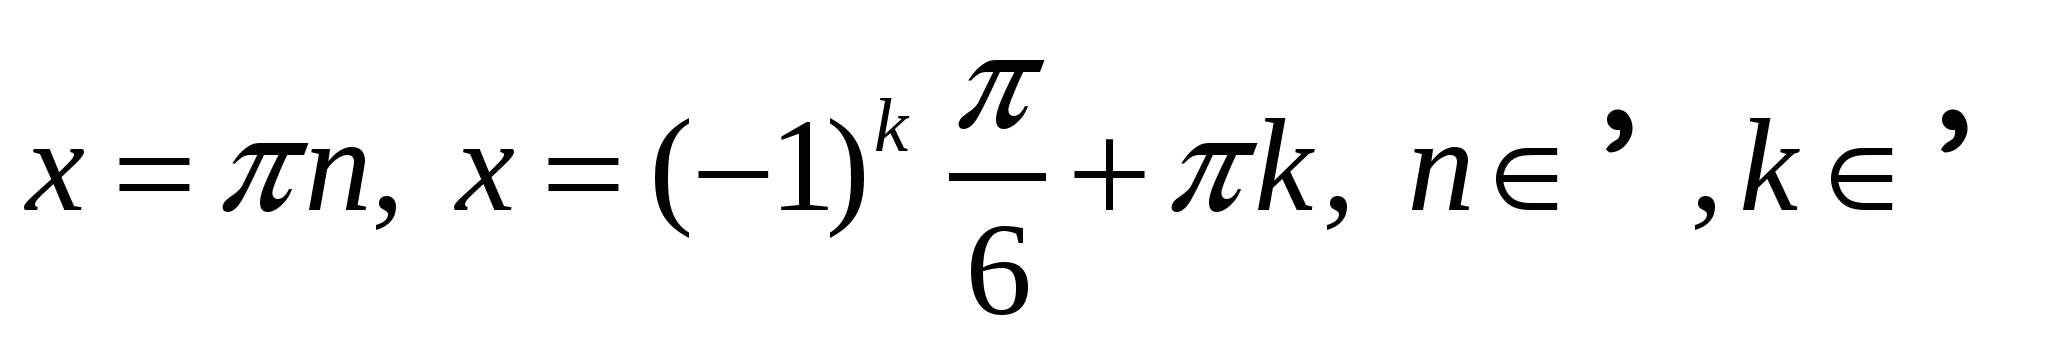 x = πn, x = (−1)^k π/6 + πk, n ∈ ’ , k ∈ ’